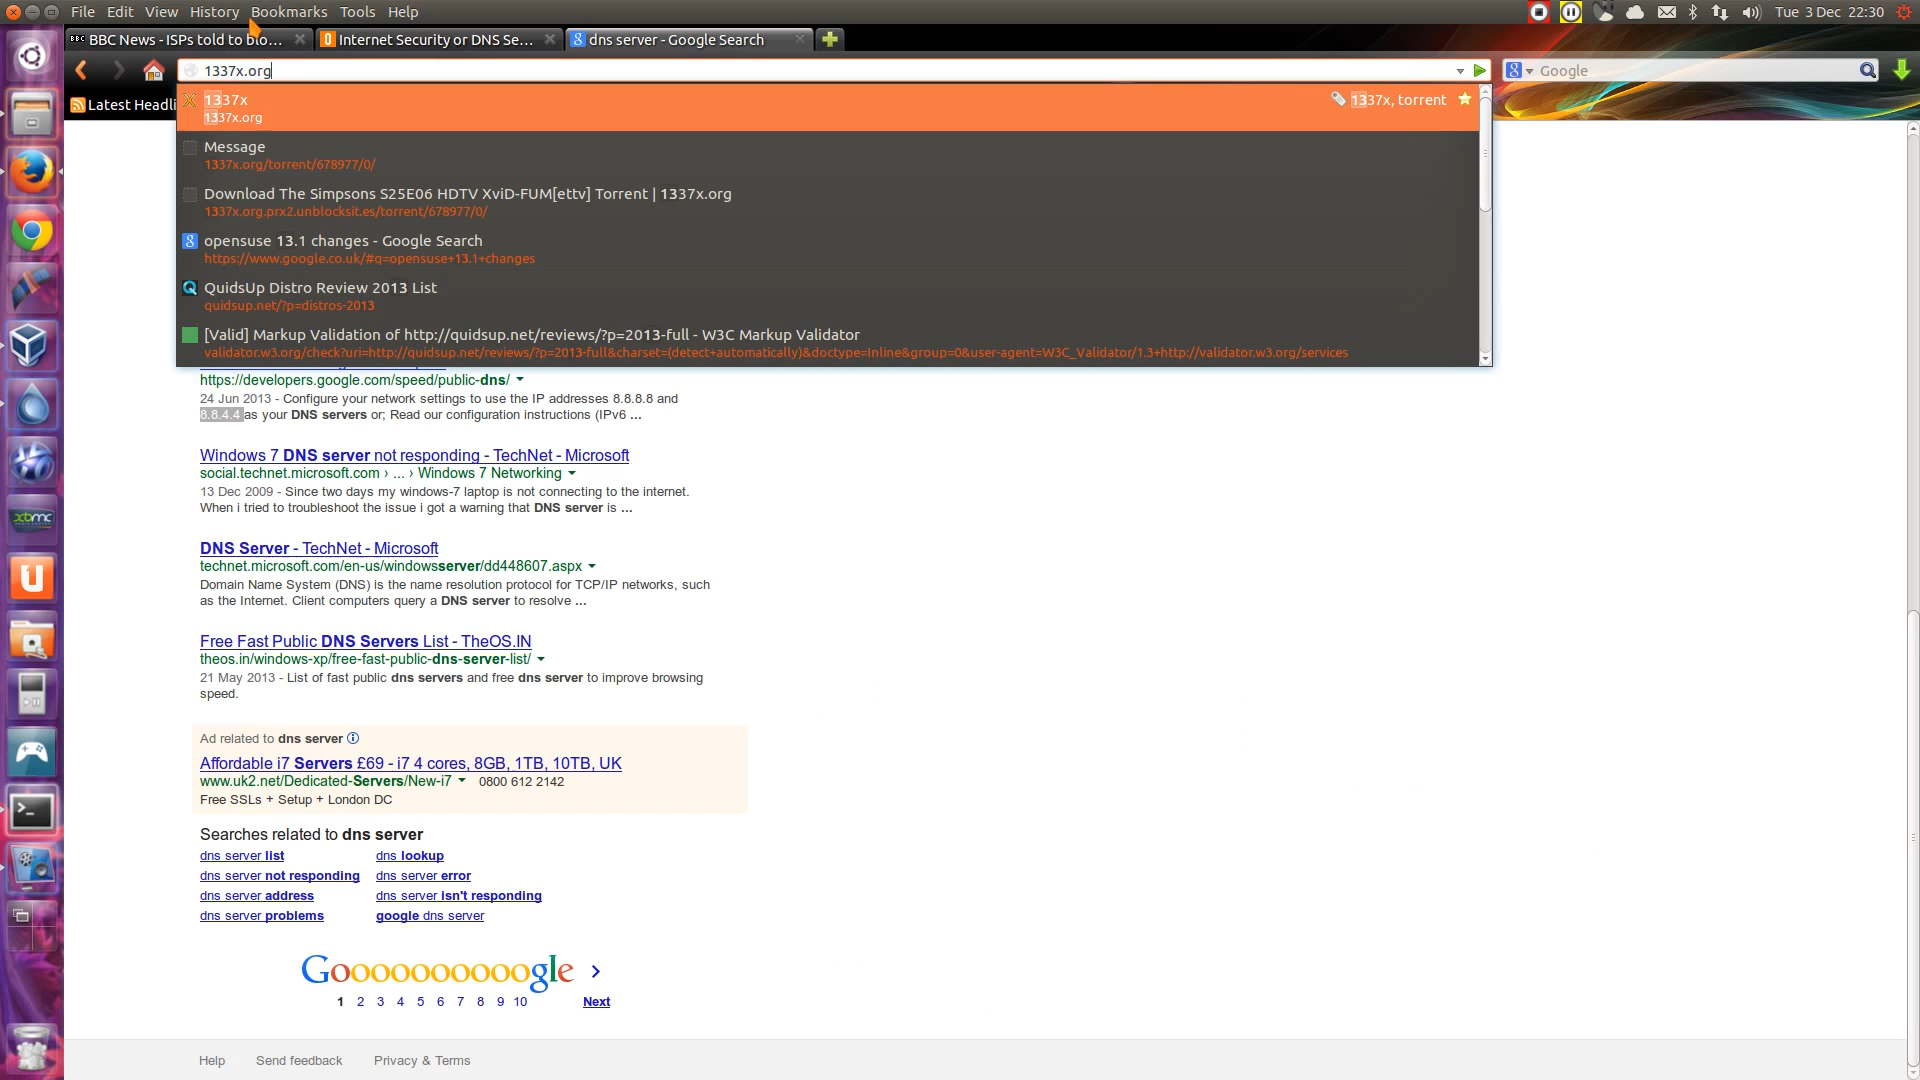 File Edit View History Bookmarks Tools Help
Tue 3 Dec 22:30
BBC BBC News - ISPs told to blo...
Internet Security or DNS Se...
dns server - Google Search
1337x.org
Google
Latest Headli
1337x
1337x, torrent
1337x.org
Message
1337x.org/torrent/678977/0/
Download The Simpsons S25E06 HDTV XviD-FUM[ettv] Torrent | 1337x.org
1337x.org.prx2.unblocksit.es/torrent/678977/0/
opensuse 13.1 changes - Google Search
https://www.google.co.uk/#q=opensuse+13.1+changes
QuidsUp Distro Review 2013 List
quidsup.net/?p=distros-2013
[Valid] Markup Validation of http://quidsup.net/reviews/?p=2013-full - W3C Markup Validator
validator.w3.org/check?uri=http://quidsup.net/reviews/?p=2013-full&charset=(detect+automatically)&doctype=Inline&group=0&user-agent=W3C_Validator/1.3+http://validator.w3.org/services
https://developers.google.com/speed/public-dns/
24 Jun 2013 - Configure your network settings to use the IP addresses 8.8.8.8 and
8.8.4.4 as your DNS servers or; Read our configuration instructions (IPv6 ...
Windows 7 DNS server not responding - TechNet - Microsoft
social.technet.microsoft.com › ... › Windows 7 Networking
13 Dec 2009 - Since two days my windows-7 laptop is not connecting to the internet.
When i tried to troubleshoot the issue i got a warning that DNS server is ...
DNS Server - TechNet - Microsoft
technet.microsoft.com/en-us/windowsserver/dd448607.aspx
Domain Name System (DNS) is the name resolution protocol for TCP/IP networks, such
as the Internet. Client computers query a DNS server to resolve ...
Free Fast Public DNS Servers List - TheOS.IN
theos.in/windows-xp/free-fast-public-dns-server-list/
21 May 2013 - List of fast public dns servers and free dns server to improve browsing
speed.
Ad related to dns server
Affordable i7 Servers £69 - i7 4 cores, 8GB, 1TB, 10TB, UK
www.uk2.net/Dedicated-Servers/New-i7 0800 612 2142
Free SSLs + Setup + London DC
Searches related to dns server
dns server list dns lookup
dns server not responding dns server error
dns server address dns server isn't responding
dns server problems google dns server
Goooooooooogle
1 2 3 4 5 6 7 8 9 10 Next
Help Send feedback Privacy & Terms
xbmc